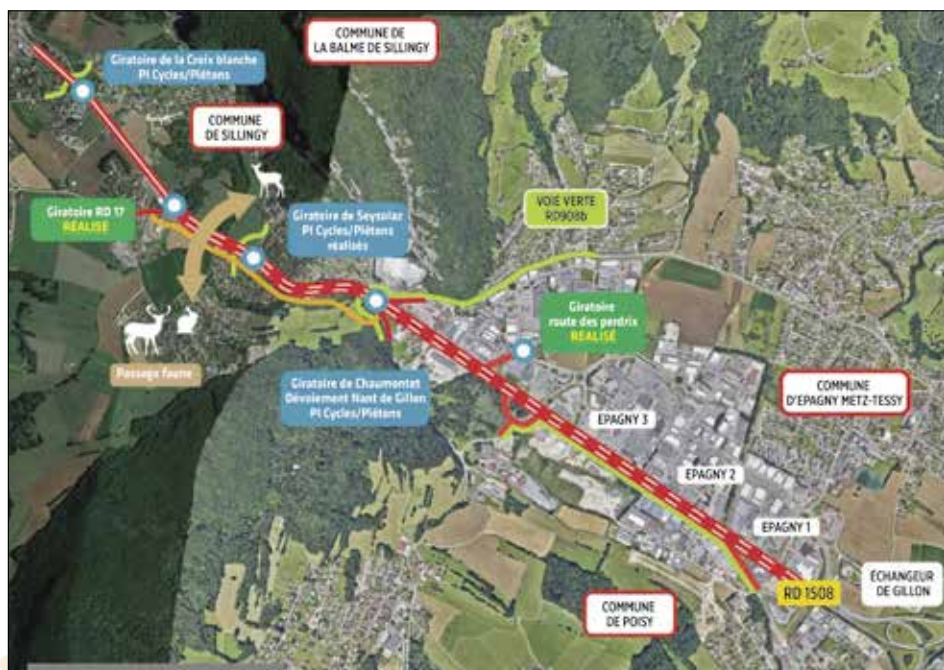 COMMUNE DE
LA BALME DE SILLINGY
Giratoire de la Croix blanche
PI Cycles/Piétons
COMMUNE
DE SILLINGY
VOIE VERTE
RD908b
Giratoire RD 17
RÉALISÉ
Giratoire de Seysolaz
PI Cycles/Piétons
réalisés
Giratoire
route des perdrix
RÉALISÉ
Passage faune
Giratoire de Chaumontet
Dévoiement Nant de Gillon
PI Cycles/Piétons
COMMUNE
D'EPAGNY METZ-TESSY
EPAGNY 3
EPAGNY 2
EPAGNY 1
ÉCHANGEUR
DE GILLON
RD 1508
COMMUNE
DE POISY